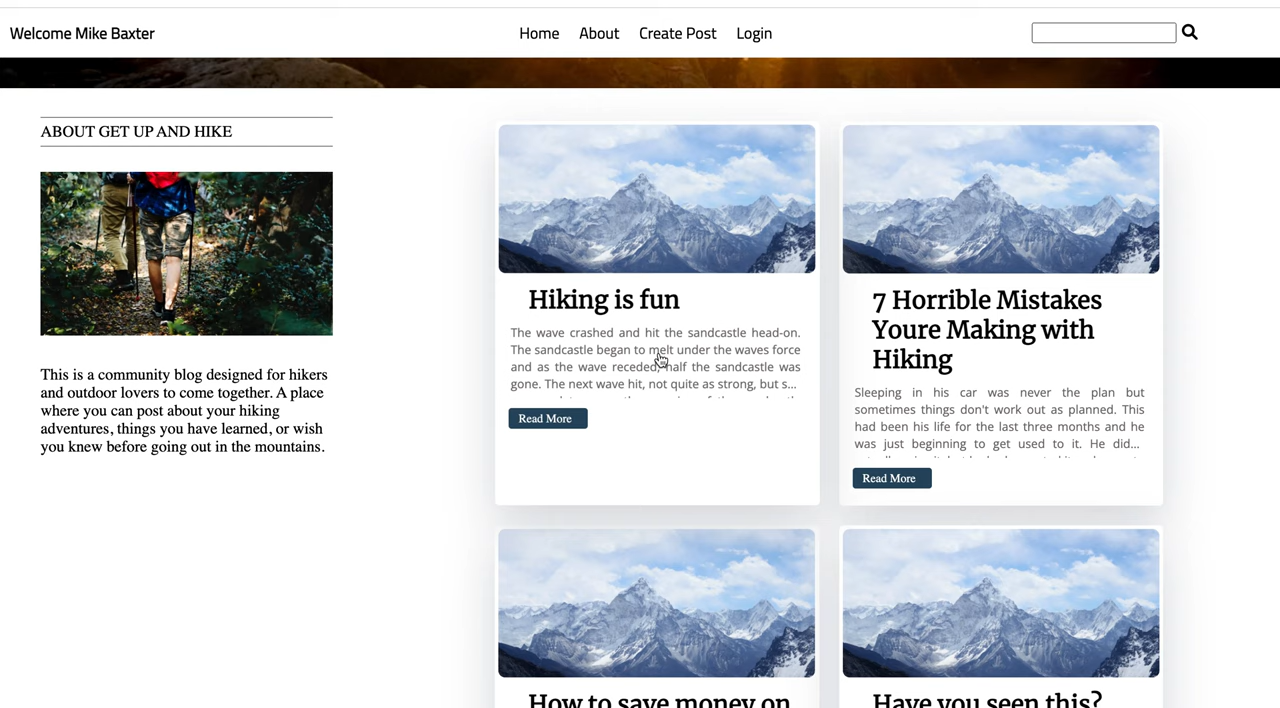 Welcome Mike Baxter
Home About Create Post Login
ABOUT GET UP AND HIKE
This is a community blog designed for hikers
and outdoor lovers to come together. A place
where you can post about your hiking
adventures, things you have learned, or wish
you knew before going out in the mountains.
Hiking is fun
The wave crashed and hit the sandcastle head-on.
The sandcastle began to melt under the waves force
and as the wave receded, half the sandcastle was
gone. The next wave hit, not quite as strong, but s...
Read More
7 Horrible Mistakes
Youre Making with
Hiking
Sleeping in his car was never the plan but
sometimes things don't work out as planned. This
had been his life for the last three months and he
was just beginning to get used to it. He did...
Read More
How to save money on
Have you seen this?